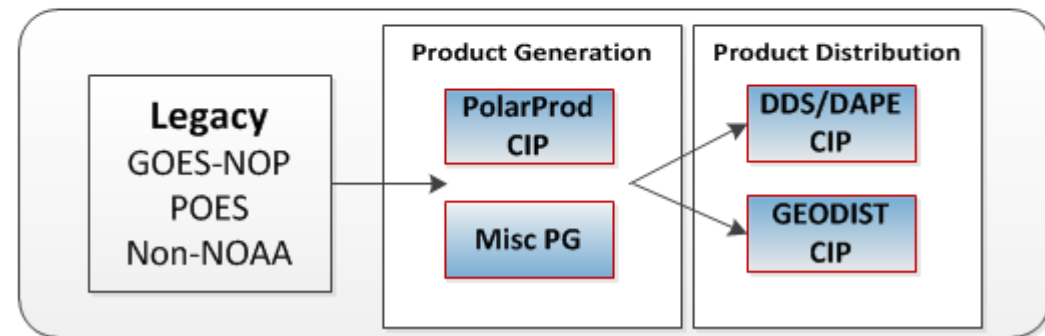 Legacy
GOES-NOP
POES
Non-NOAA
Product Generation
PolarProd
CIP
Misc PG
Product Distribution
DDS/DAPE
CIP
GEODIST
CIP